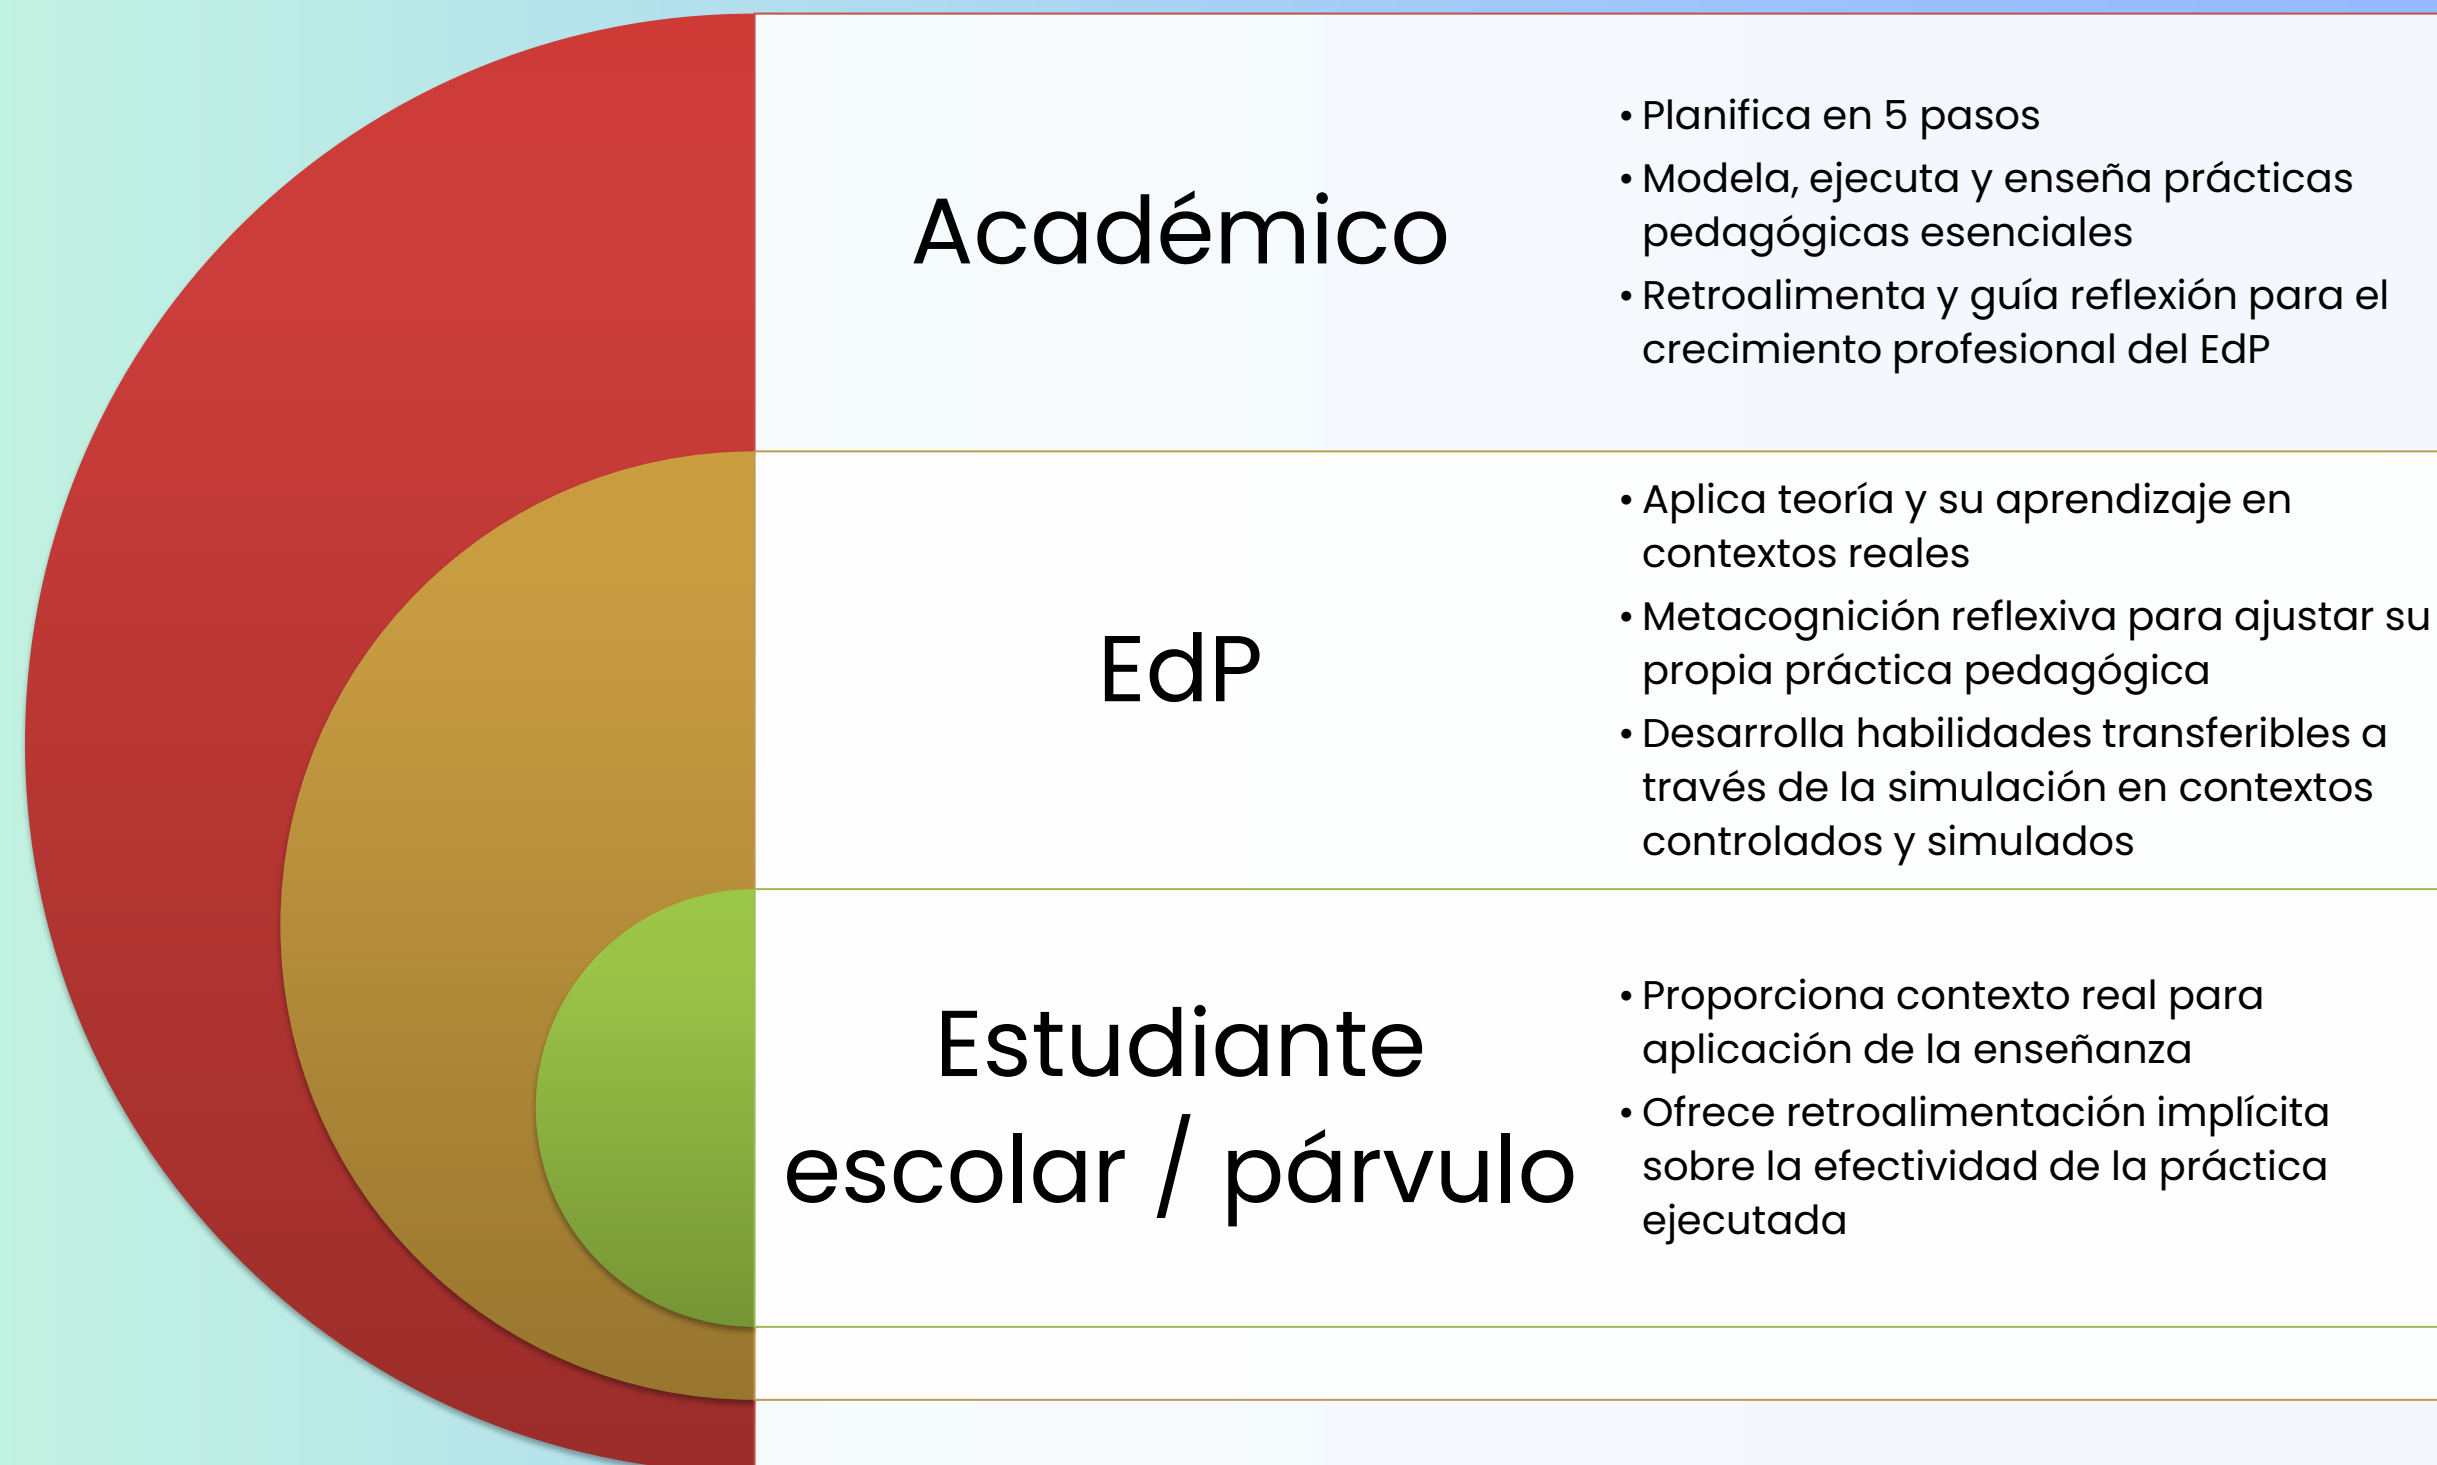 Académico
• Planifica en 5 pasos
• Modela, ejecuta y enseña prácticas
pedagógicas esenciales
• Retroalimenta y guía reflexión para el
crecimiento profesional del EdP
EdP
• Aplica teoría y su aprendizaje en
contextos reales
• Metacognición reflexiva para ajustar su
propia práctica pedagógica
• Desarrolla habilidades transferibles a
través de la simulación en contextos
controlados y simulados
Estudiante
escolar / párvulo
• Proporciona contexto real para
aplicación de la enseñanza
• Ofrece retroalimentación implícita
sobre la efectividad de la práctica
ejecutada